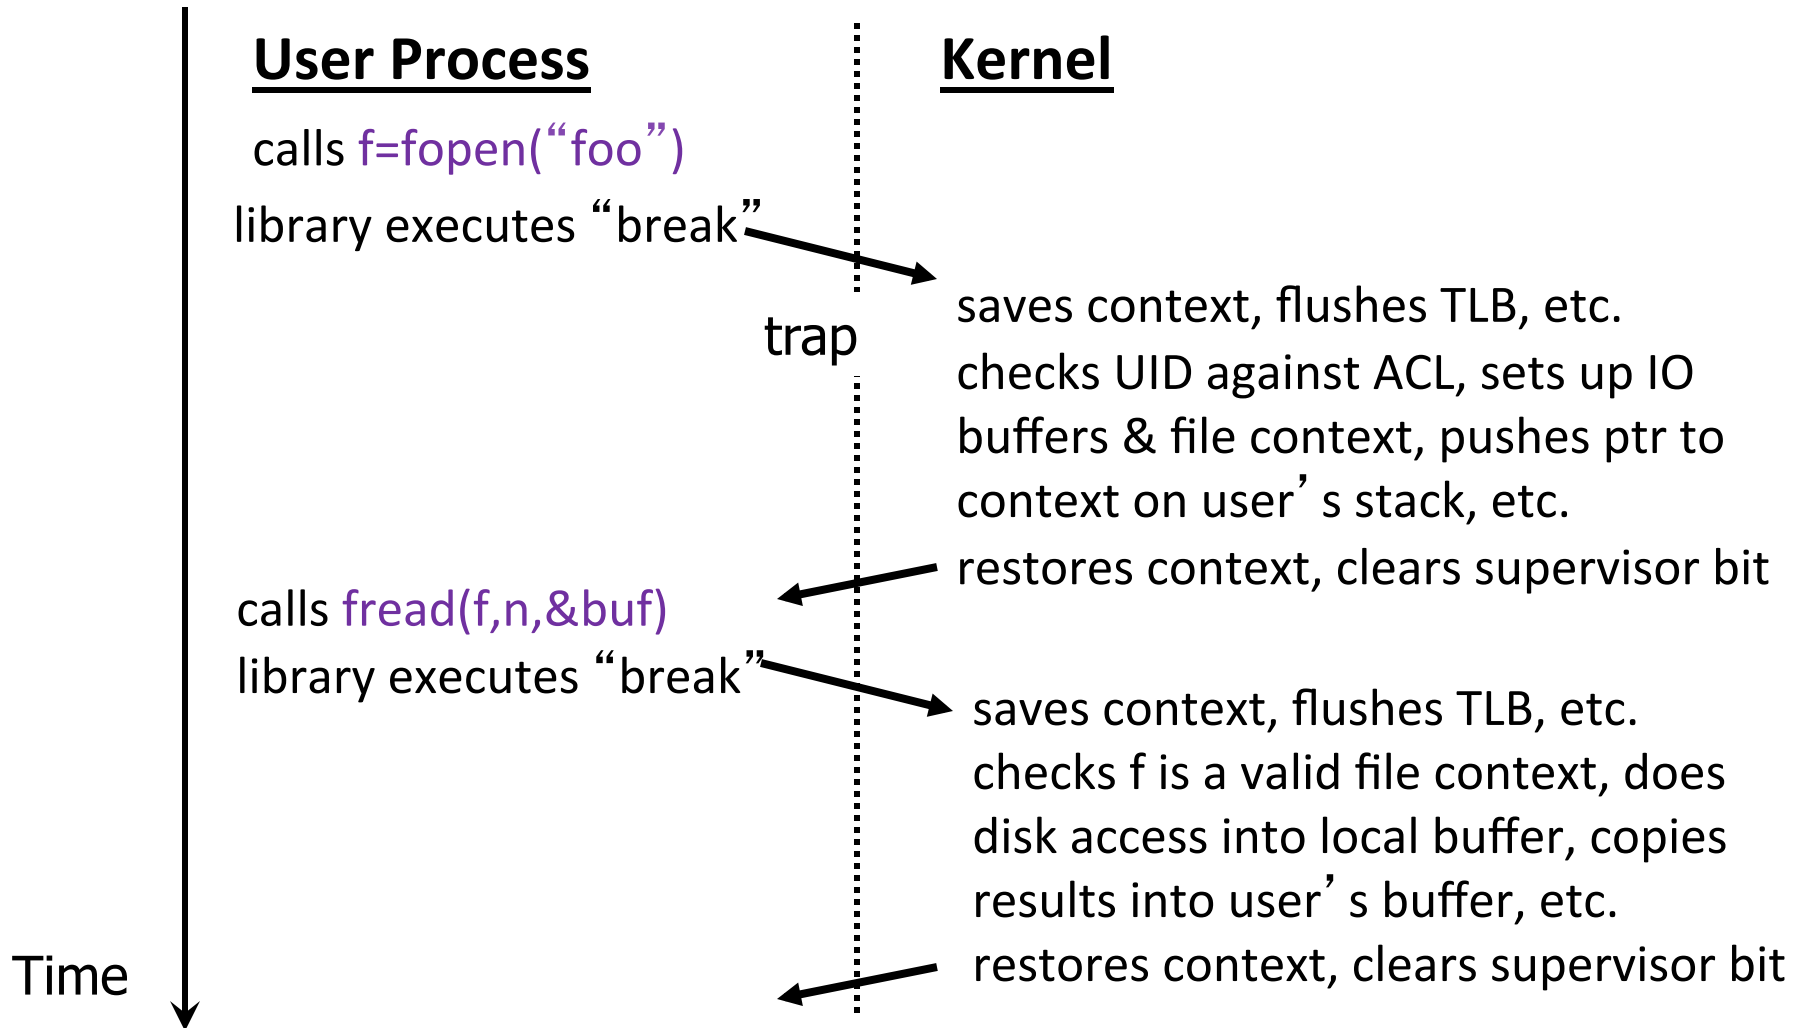 User Process
Kernel
calls f=fopen(“foo”)
library executes “break”
trap
saves context, flushes TLB, etc.
checks UID against ACL, sets up IO
buffers & file context, pushes ptr to
context on user’s stack, etc.
restores context, clears supervisor bit
calls fread(f,n,&buf)
library executes “break”
saves context, flushes TLB, etc.
checks f is a valid file context, does
disk access into local buffer, copies
results into user’s buffer, etc.
restores context, clears supervisor bit
Time